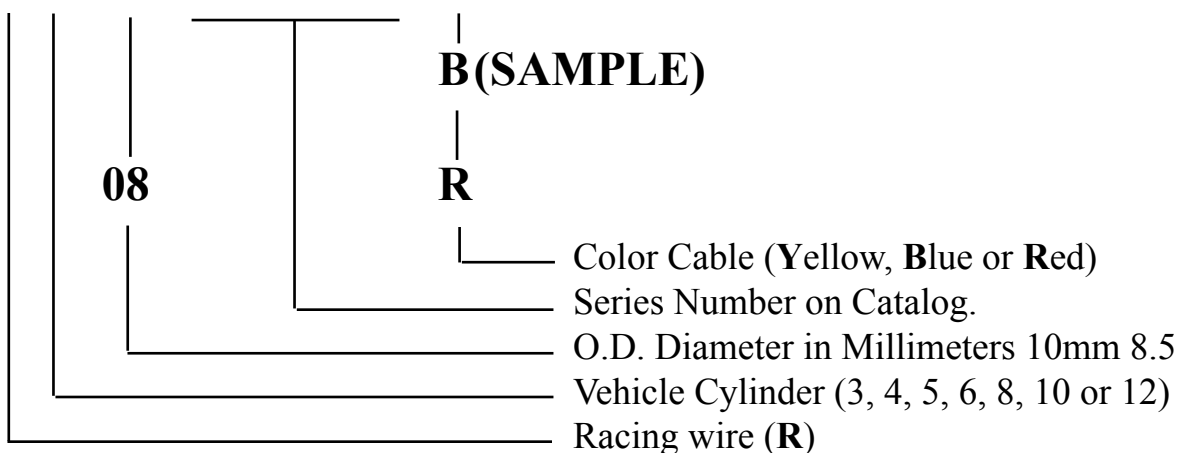 B(SAMPLE)
08 R
Color Cable (Yellow, Blue or Red)
Series Number on Catalog.
O.D. Diameter in Millimeters 10mm 8.5
Vehicle Cylinder (3, 4, 5, 6, 8, 10 or 12)
Racing wire (R)